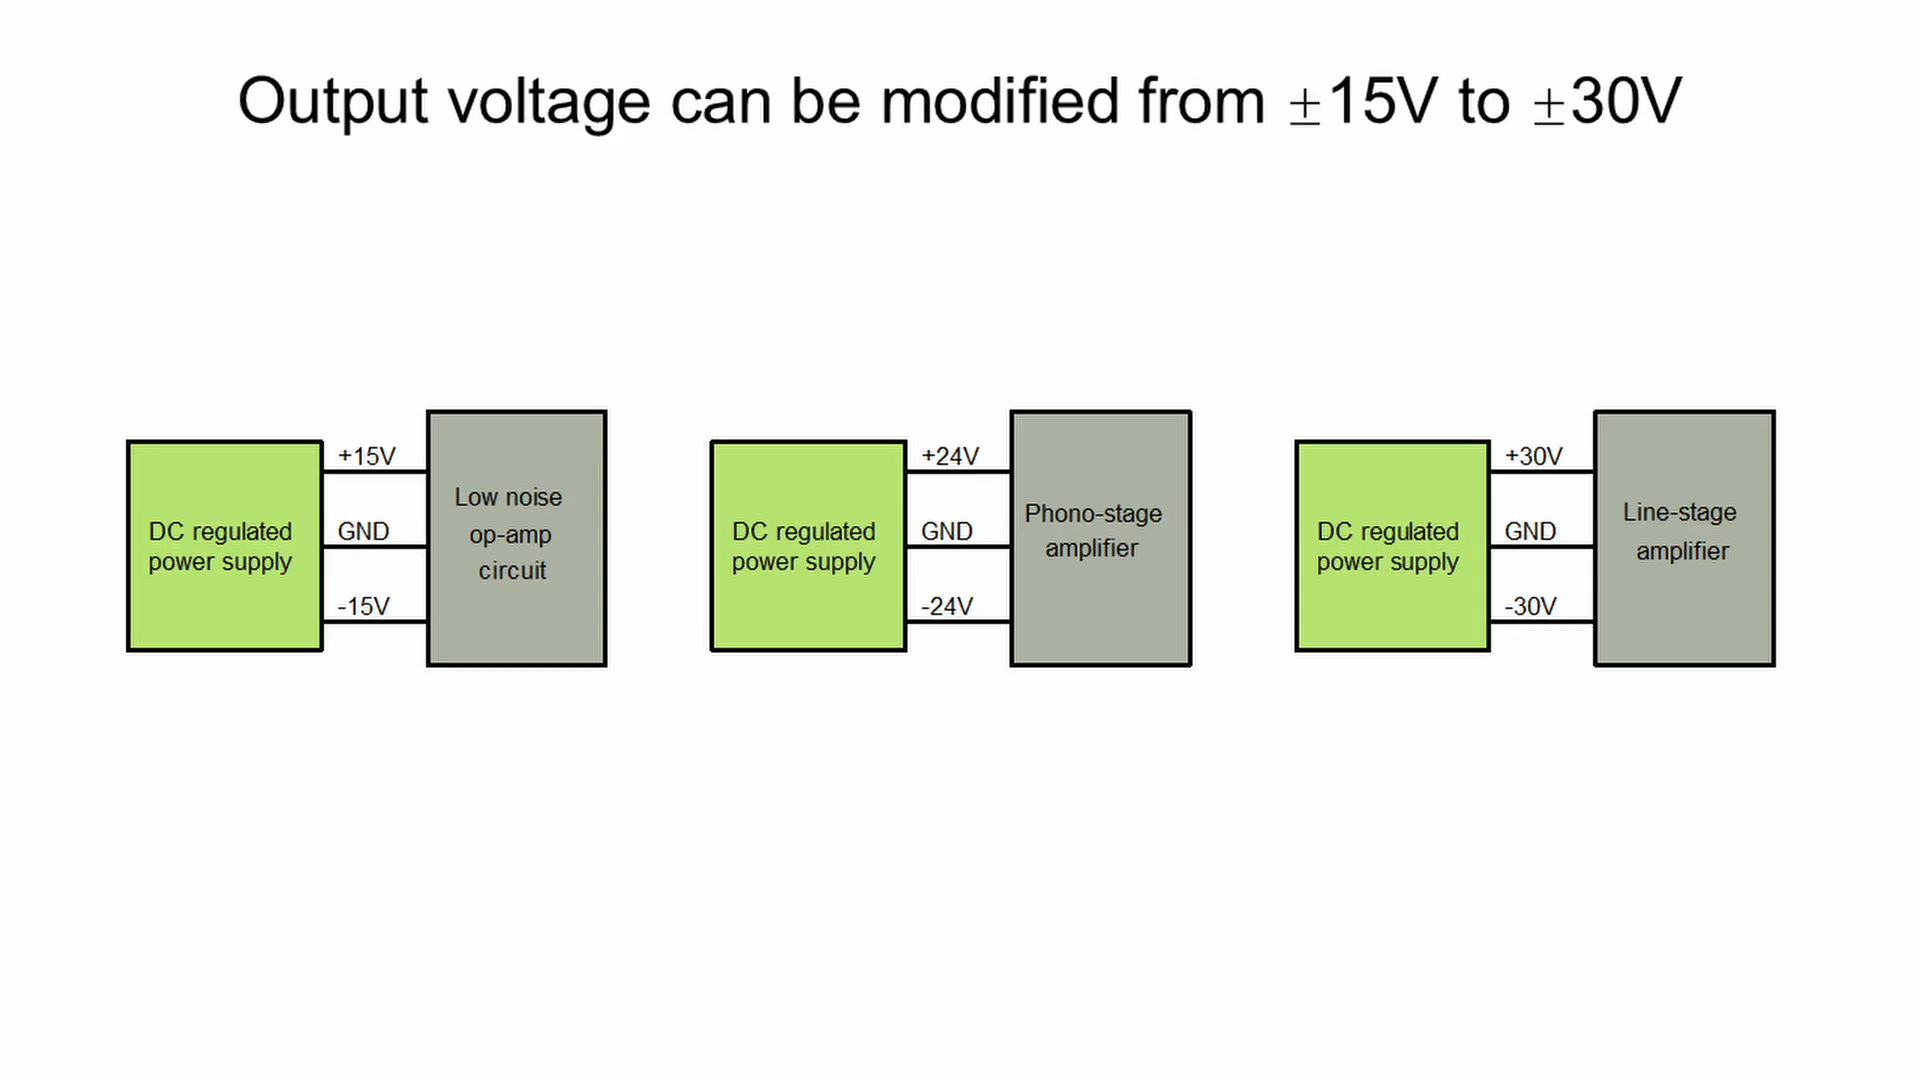 Output voltage can be modified from ±15V to ±30V
DC regulated
power supply
+15V
GND
-15V
Low noise
op-amp
circuit
DC regulated
power supply
+24V
GND
-24V
Phono-stage
amplifier
DC regulated
power supply
+30V
GND
-30V
Line-stage
amplifier